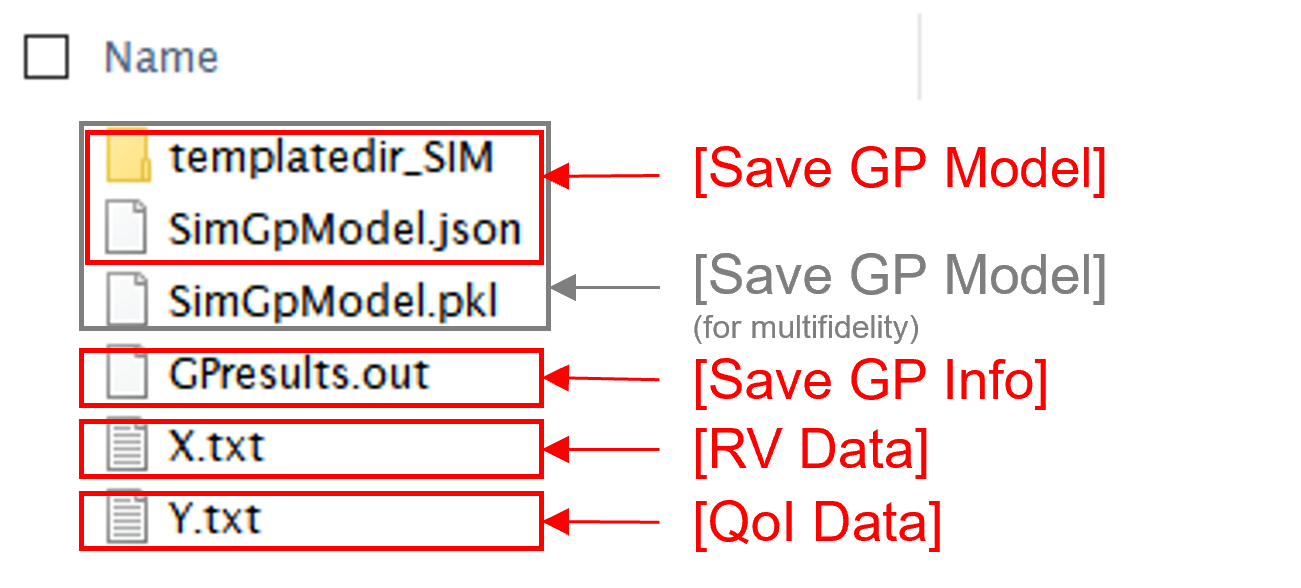 Name
templatedir_SIM
[Save GP Model]
SimGpModel.json
SimGpModel.pkl
[Save GP Model]
(for multifidelity)
GPresults.out
[Save GP Info]
X.txt
[RV Data]
Y.txt
[QoI Data]